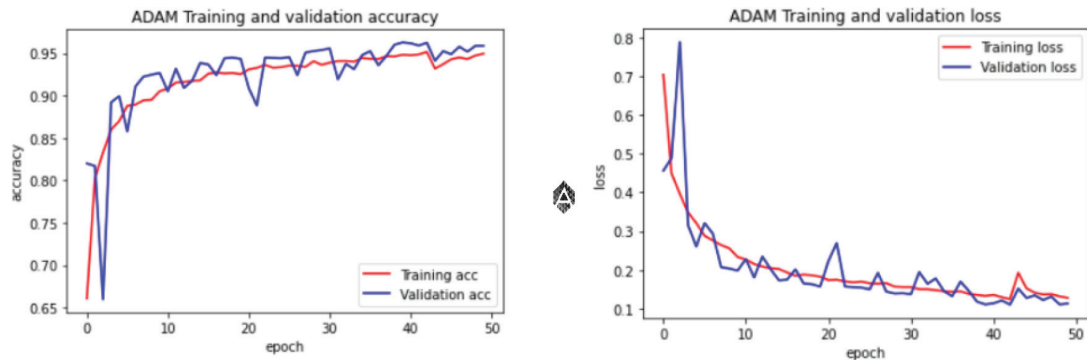 ADAM Training and validation accuracy
accuracy
0.95
0.90
0.85
0.80
0.75
0.70
0.65
Training acc
Validation acc
0
10
20
30
40
50
epoch
A
ADAM Training and validation loss
loss
0.8
0.7
0.6
0.5
0.4
0.3
0.2
0.1
Training loss
Validation loss
0
10
20
30
40
50
epoch